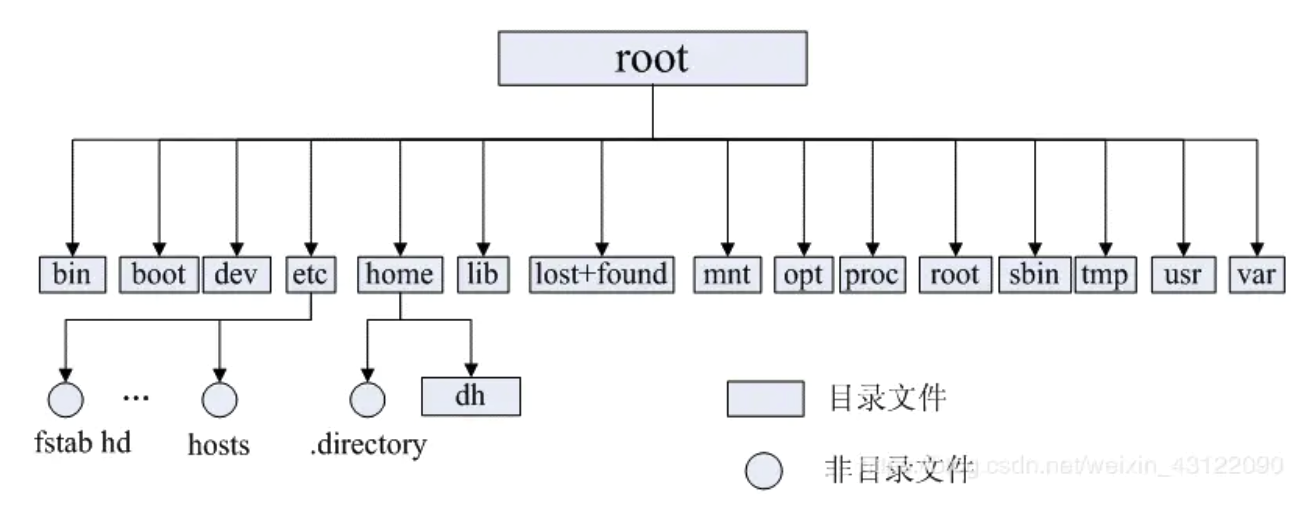 root
bin boot dev etc home lib lost+found mnt opt proc root sbin tmp usr var
... dh 目录文件
fstab hd hosts .directory
非目录文件
https://blog.csdn.net/weixin_43122090